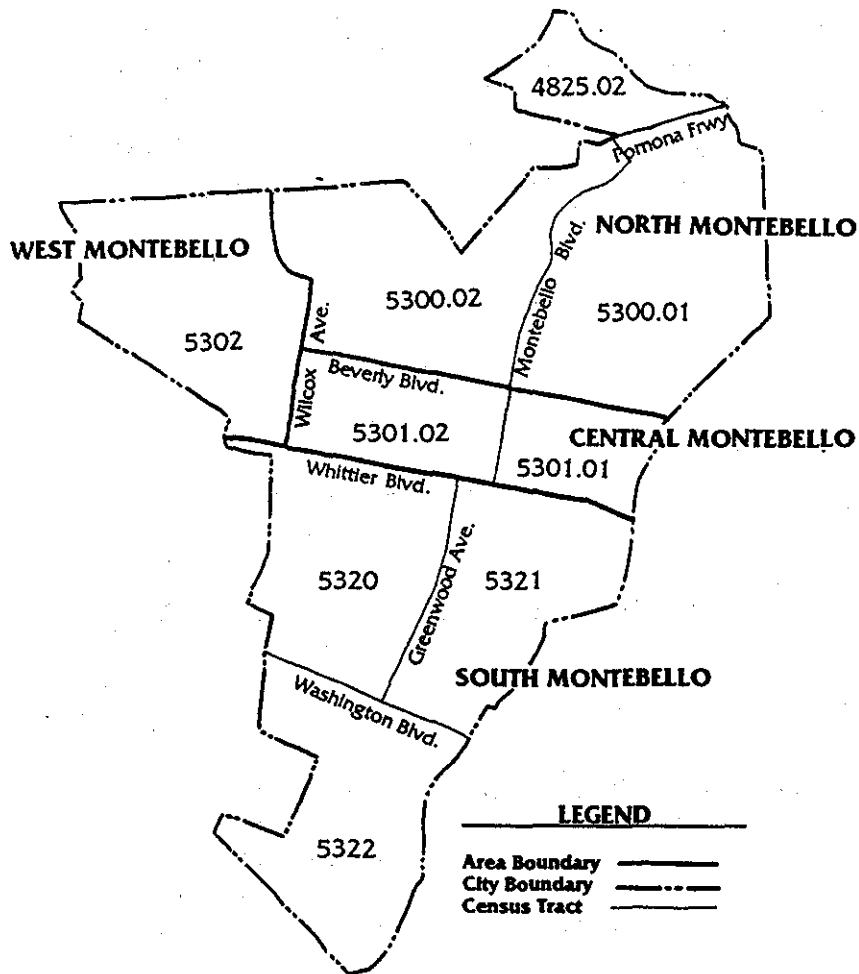 4825.02
Pomona Frwy
NORTH MONTEBELLO
WEST MONTEBELLO
Montebello Blvd.
5300.02
5300.01
5302
Wilcox Ave.
Beverly Blvd.
5301.02
CENTRAL MONTEBELLO
5301.01
Whittier Blvd.
5320
Greenwood Ave.
5321
SOUTH MONTEBELLO
Washington Blvd.
5322
LEGEND
Area Boundary
City Boundary
Census Tract